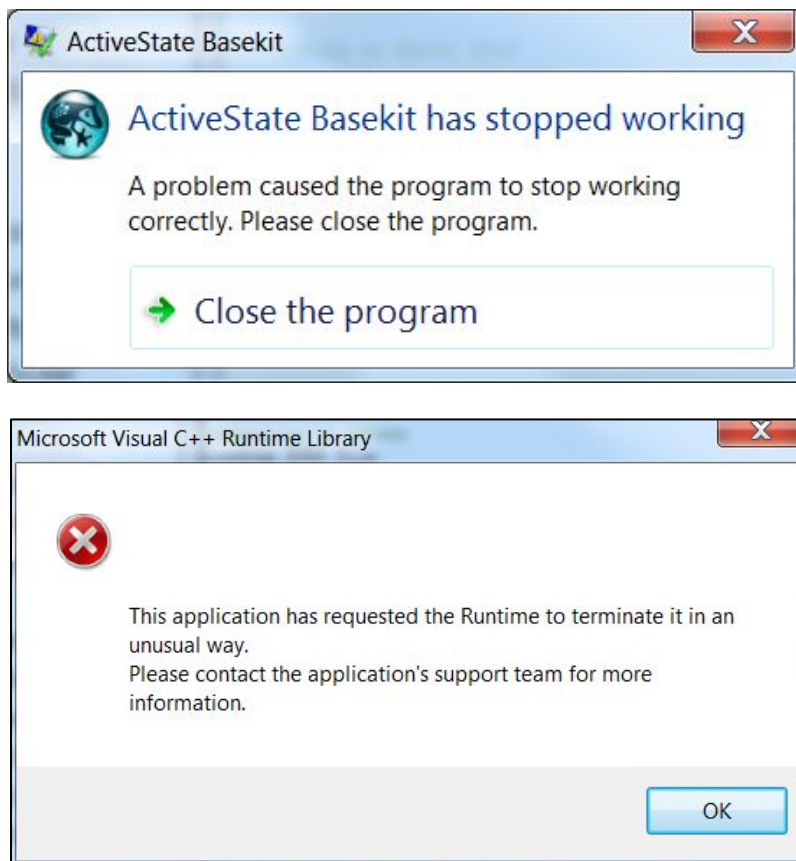 ActiveState Basekit
ActiveState Basekit has stopped working
A problem caused the program to stop working
correctly. Please close the program.
Close the program
Microsoft Visual C++ Runtime Library
This application has requested the Runtime to terminate it in an
unusual way.
Please contact the application's support team for more
information.
OK